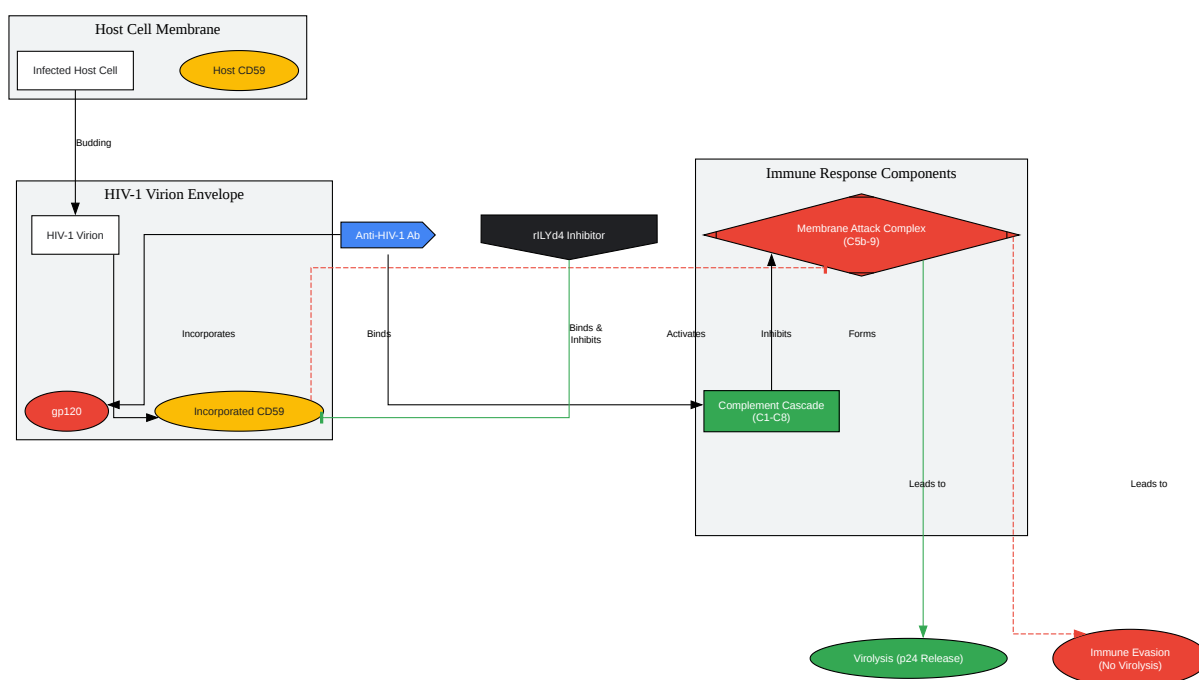 Host Cell Membrane
Infected Host Cell
Host CD59
Budding
HIV-1 Virion Envelope
HIV-1 Virion
Anti-HIV-1 Ab
rILYd4 Inhibitor
Immune Response Components
Membrane Attack Complex
(C5b-9)
Incorporates
Binds
Binds &
Inhibits
Activates
Inhibits
Forms
gp120
Incorporated CD59
Complement Cascade
(C1-C8)
Leads to
Leads to
Virolysis (p24 Release)
Immune Evasion
(No Virolysis)